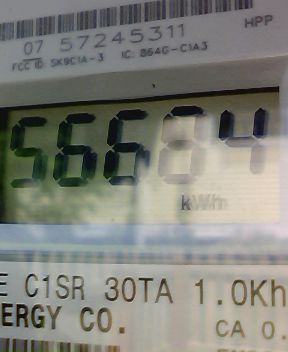 HPP
07 57245311
FCC ID: SK9C1A-3 IC: 864G-C1A3
56684
kWh
E C1SR 30TA 1.0Kh
ERGY CO.
CA 0.